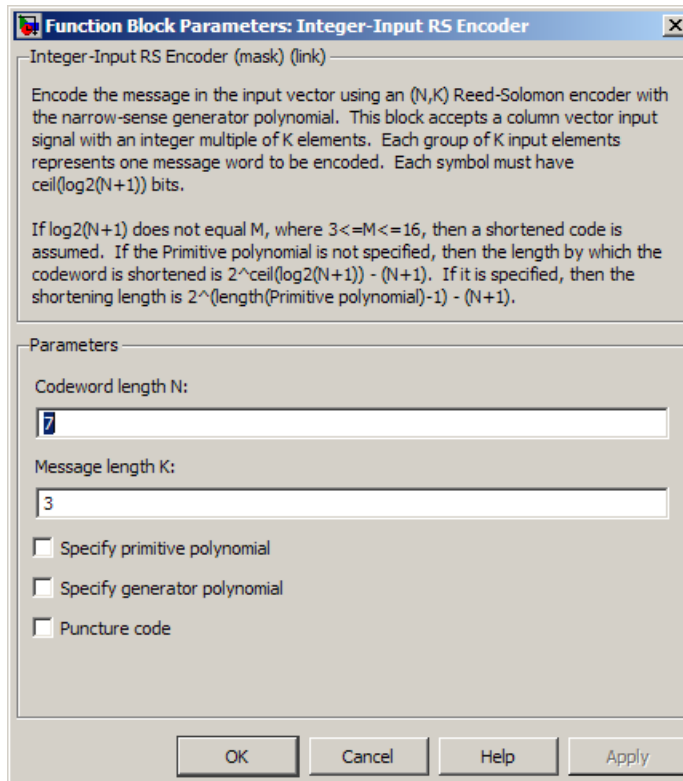 Function Block Parameters: Integer-Input RS Encoder
Integer-Input RS Encoder (mask) (link)
Encode the message in the input vector using an (N,K) Reed-Solomon encoder with
the narrow-sense generator polynomial. This block accepts a column vector input
signal with an integer multiple of K elements. Each group of K input elements
represents one message word to be encoded. Each symbol must have
ceil(log2(N+1)) bits.
If log2(N+1) does not equal M, where 3<=M<=16, then a shortened code is
assumed. If the Primitive polynomial is not specified, then the length by which the
codeword is shortened is 2^ceil(log2(N+1)) - (N+1). If it is specified, then the
shortening length is 2^(length(Primitive polynomial)-1) - (N+1).
Parameters
Codeword length N:
7
Message length K:
3
Specify primitive polynomial
Specify generator polynomial
Puncture code
OK Cancel Help Apply